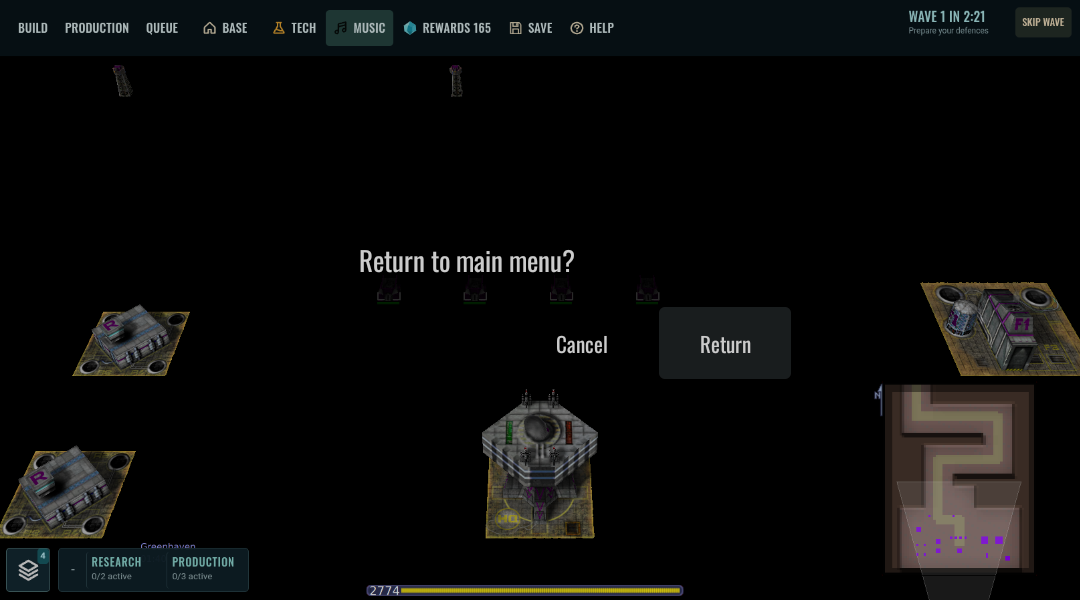 BUILD
PRODUCTION
QUEUE
BASE
TECH
MUSIC
REWARDS 165
SAVE
HELP
WAVE 1 IN 2:21
Prepare your defences
SKIP WAVE
Return to main menu?
Cancel
Return
R
F1
R
N
Greenhaven
4
-
RESEARCH
0/2 active
PRODUCTION
0/3 active
2774